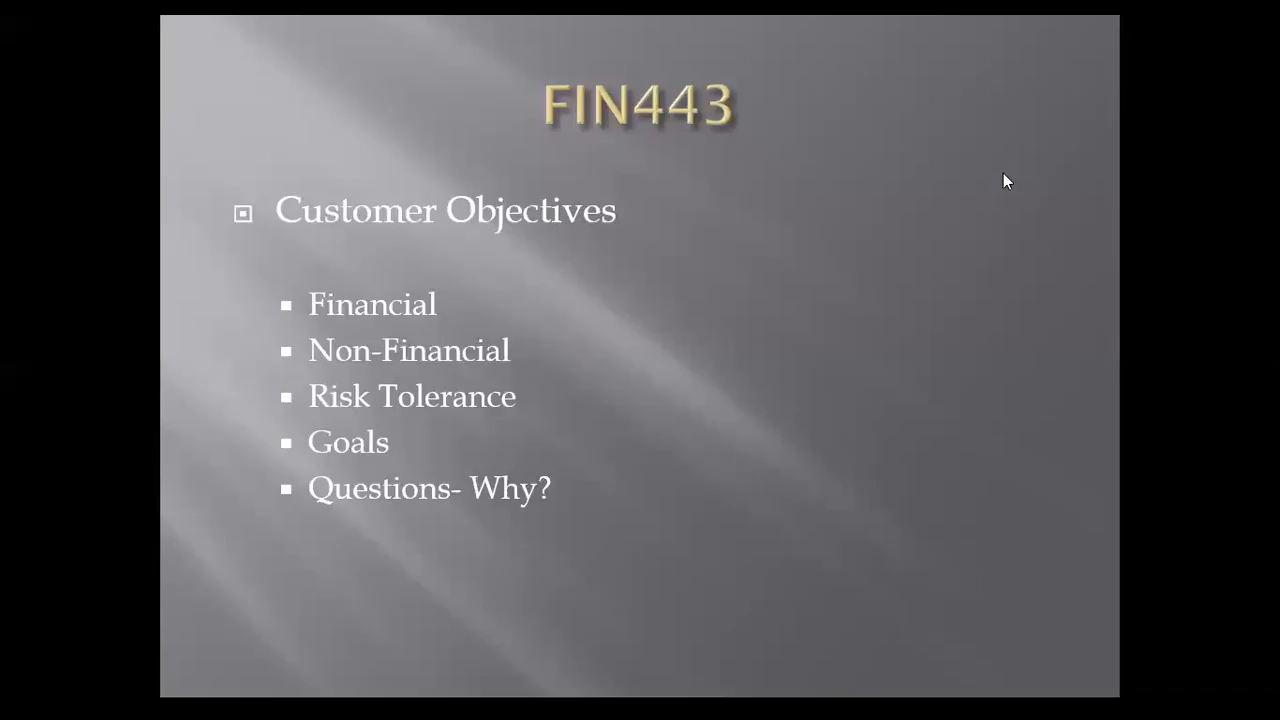 FIN443
Customer Objectives
Financial
Non-Financial
Risk Tolerance
Goals
Questions- Why?